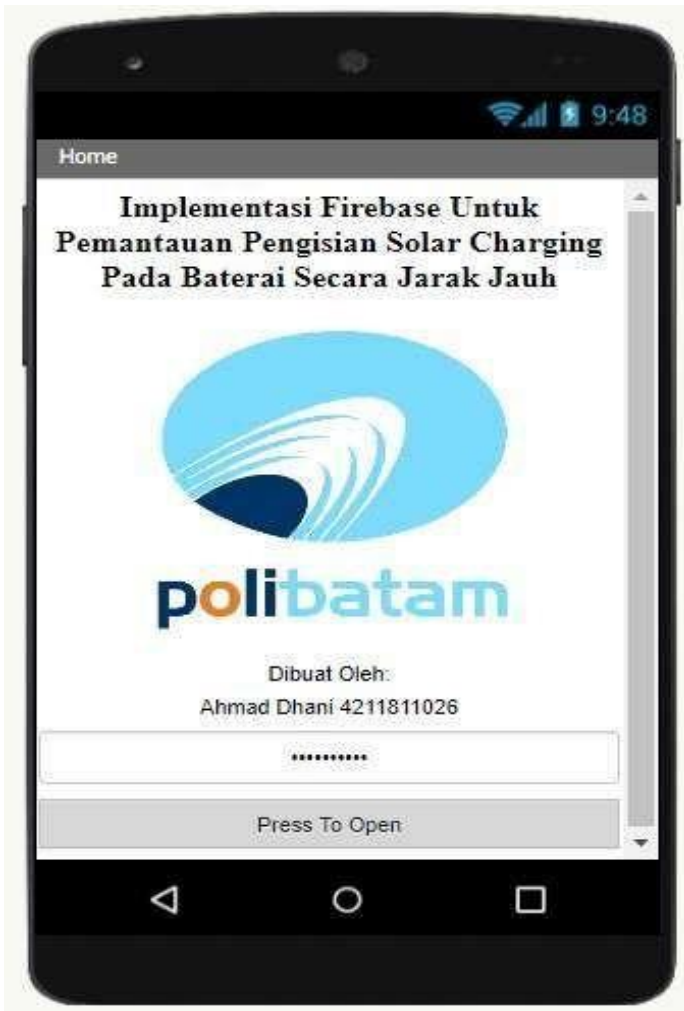 9:48
Home
Implementasi Firebase Untuk
Pemantauan Pengisian Solar Charging
Pada Baterai Secara Jarak Jauh
polibatam
Dibuat Oleh:
Ahmad Dhani 4211811026
••••••••••
Press To Open